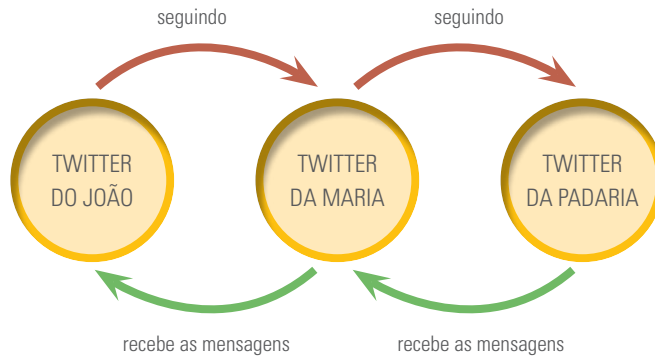 seguindo
seguindo
TWITTER
DO JOÃO
TWITTER
DA MARIA
TWITTER
DA PADARIA
recebe as mensagens
recebe as mensagens